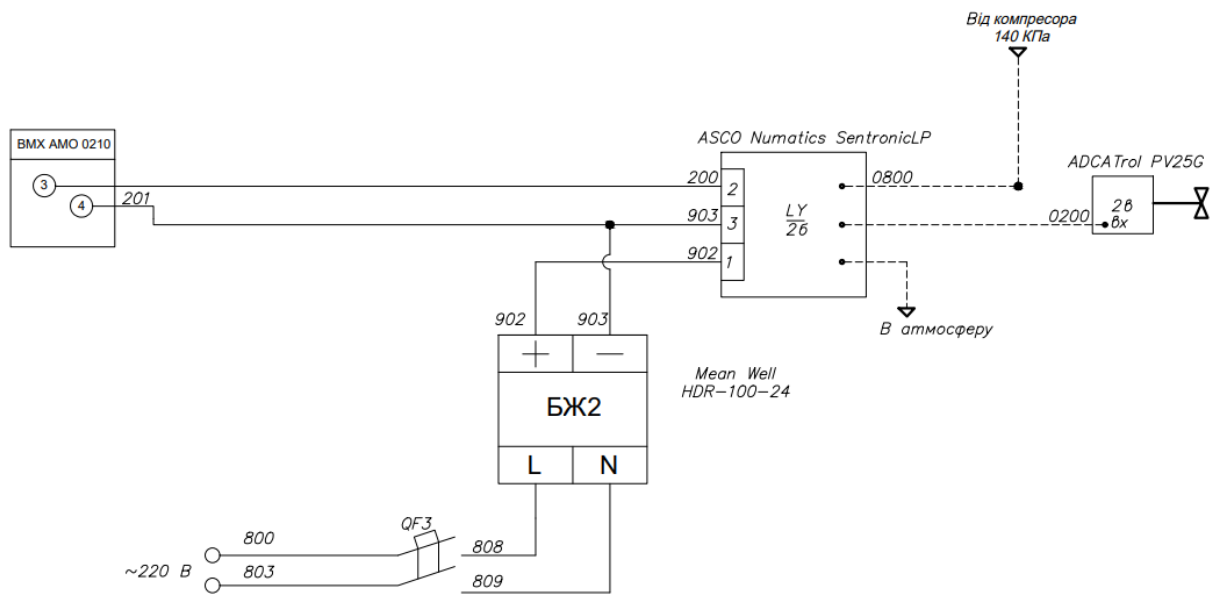 Від компресора
140 КПа
BMX AMO 0210
ASCO Numatics SentronicLP
ADCATrol PV25G
3
200
2
0800
4
201
903
3
LY
2б
0200
2в
вх
902
1
В атмосферу
902
903
+
—
Mean Well
HDR-100-24
БЖ2
L
N
QF3
800
808
~220 В
803
809